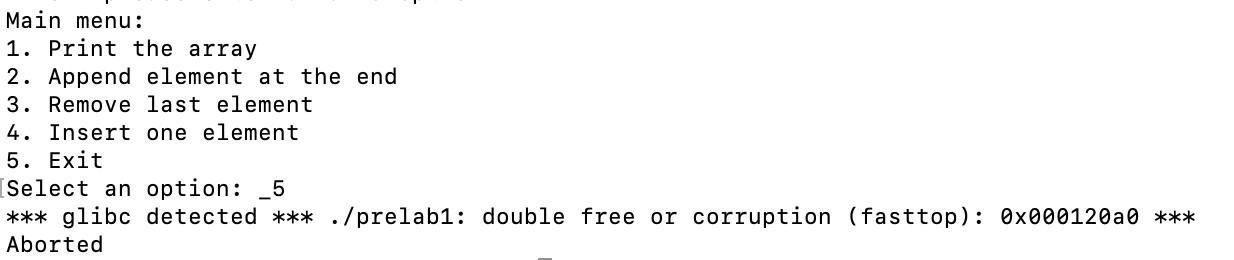 Main menu:
1. Print the array
2. Append element at the end
3. Remove last element
4. Insert one element
5. Exit
Select an option: _5
*** glibc detected *** ./prelab1: double free or corruption (fasttop): 0x000120a0 ***
Aborted